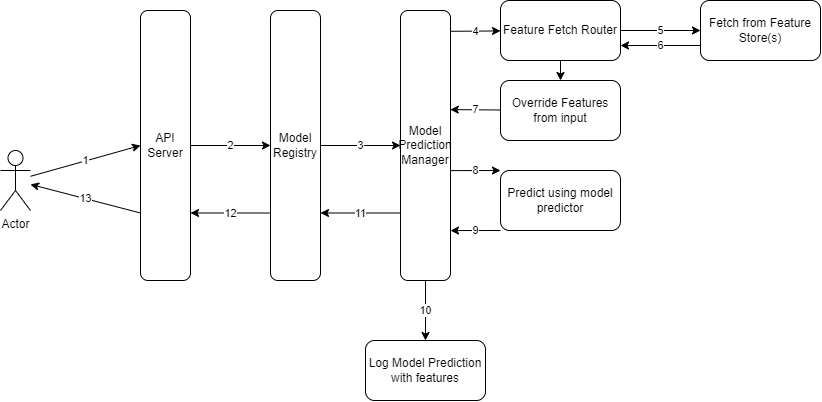 4
Feature Fetch Router
5
6
Fetch from Feature
Store(s)
7
Override Features
from input
1
API
Server
2
Model
Registry
3
Model
Prediction
Manager
8
Predict using model
predictor
13
12
11
9
Actor
10
Log Model Prediction
with features